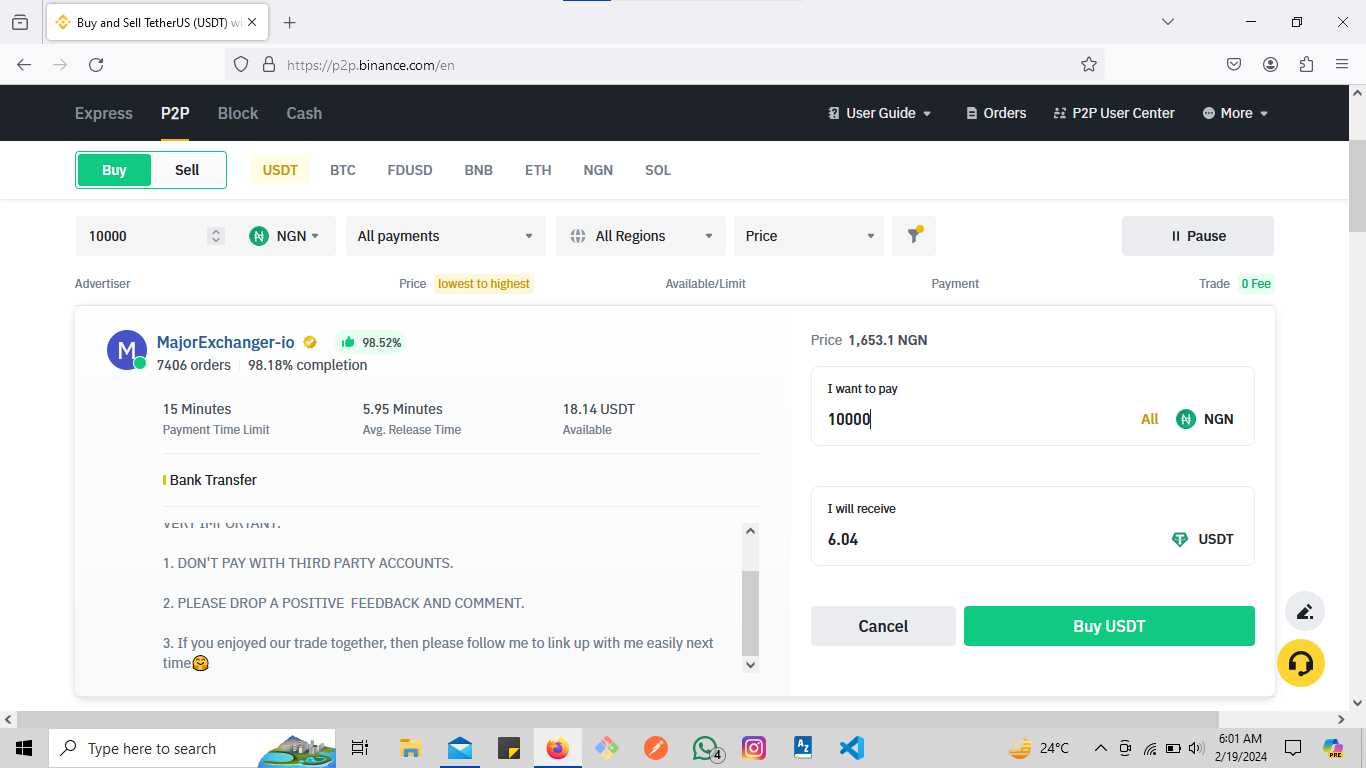 Buy and Sell TetherUS (USDT) wi
https://p2p.binance.com/en
Express P2P Block Cash User Guide Orders P2P User Center More
Buy Sell USDT BTC FDUSD BNB ETH NGN SOL
10000 NGN All payments All Regions Price Pause
Advertiser Price lowest to highest Available/Limit Payment Trade 0 Fee
M MajorExchanger-io 98.52%
7406 orders 98.18% completion
15 Minutes 5.95 Minutes 18.14 USDT
Payment Time Limit Avg. Release Time Available
Bank Transfer
VERY IMPORTANT.
1. DON'T PAY WITH THIRD PARTY ACCOUNTS.
2. PLEASE DROP A POSITIVE FEEDBACK AND COMMENT.
3. If you enjoyed our trade together, then please follow me to link up with me easily next
time🤗
Price 1,653.1 NGN
I want to pay
10000 All NGN
I will receive
6.04 USDT
Cancel Buy USDT
Type here to search
4
24°C
6:01 AM
2/19/2024
PRE